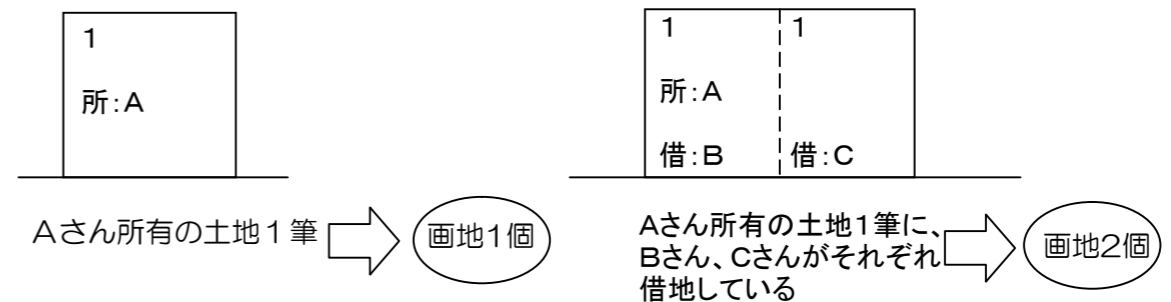 1
所:A
Aさん所有の土地1筆
画地1個
1
1
所:A
借:B
借:C
Aさん所有の土地1筆に、
Bさん、Cさんがそれぞれ
借地している
画地2個